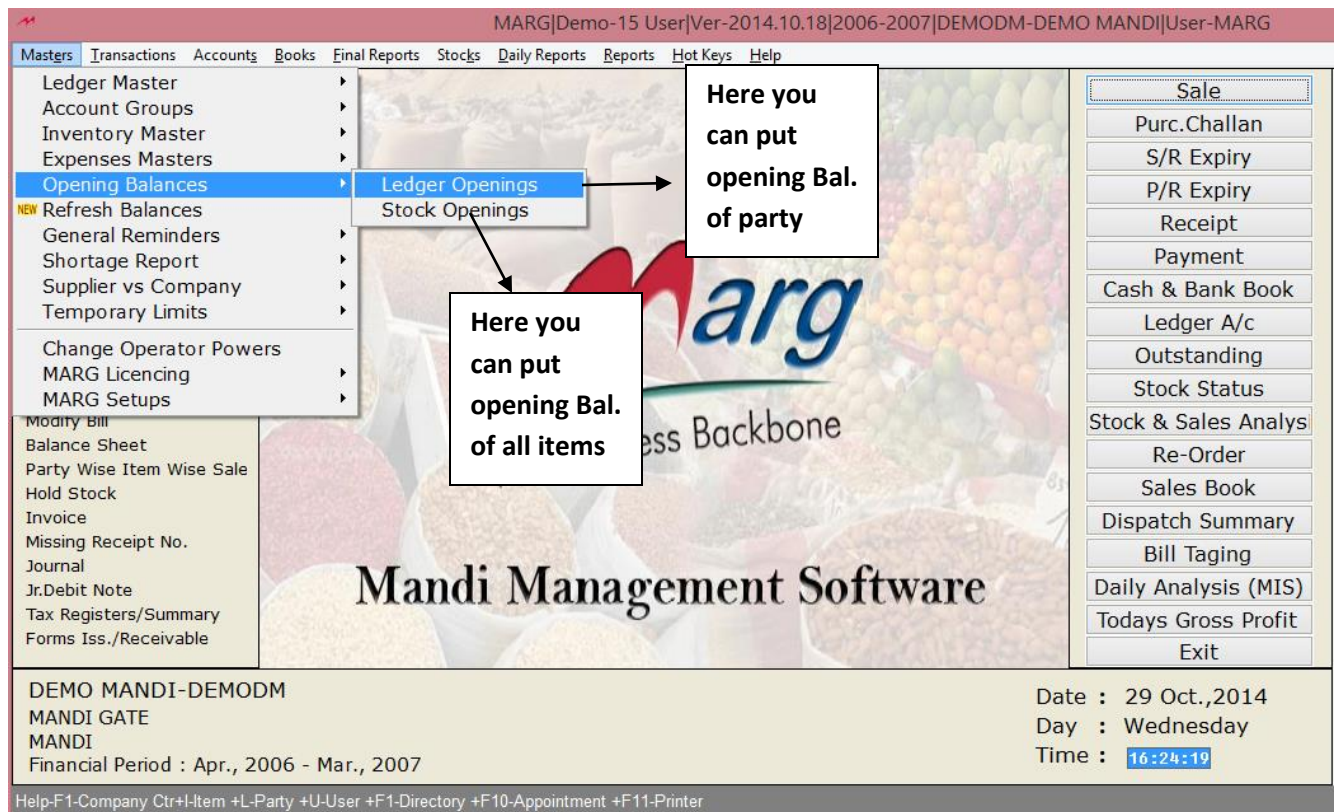 MARG|Demo-15 User|Ver-2014.10.18|2006-2007|DEMODM-DEMO MANDI|User-MARG
Masters Transactions Accounts Books Final Reports Stocks Daily Reports Reports Hot Keys Help
Ledger Master
Account Groups
Inventory Master
Expenses Masters
Opening Balances
NEW Refresh Balances
General Reminders
Shortage Report
Supplier vs Company
Temporary Limits
Change Operator Powers
MARG Licencing
MARG Setups
Ledger Openings
Stock Openings
Here you
can put
opening Bal.
of party
Here you
can put
opening Bal.
of all items
Modify Bill
Balance Sheet
Party Wise Item Wise Sale
Hold Stock
Invoice
Missing Receipt No.
Journal
Jr.Debit Note
Tax Registers/Summary
Forms Iss./Receivable
Marg
ess Backbone
Mandi Management Software
Sale
Purc.Challan
S/R Expiry
P/R Expiry
Receipt
Payment
Cash & Bank Book
Ledger A/c
Outstanding
Stock Status
Stock & Sales Analysi
Re-Order
Sales Book
Dispatch Summary
Bill Taging
Daily Analysis (MIS)
Todays Gross Profit
Exit
DEMO MANDI-DEMODM
MANDI GATE
MANDI
Financial Period : Apr., 2006 - Mar., 2007
Date : 29 Oct.,2014
Day : Wednesday
Time : 16:24:19
Help-F1-Company Ctr+I-Item +L-Party +U-User +F1-Directory +F10-Appointment +F11-Printer